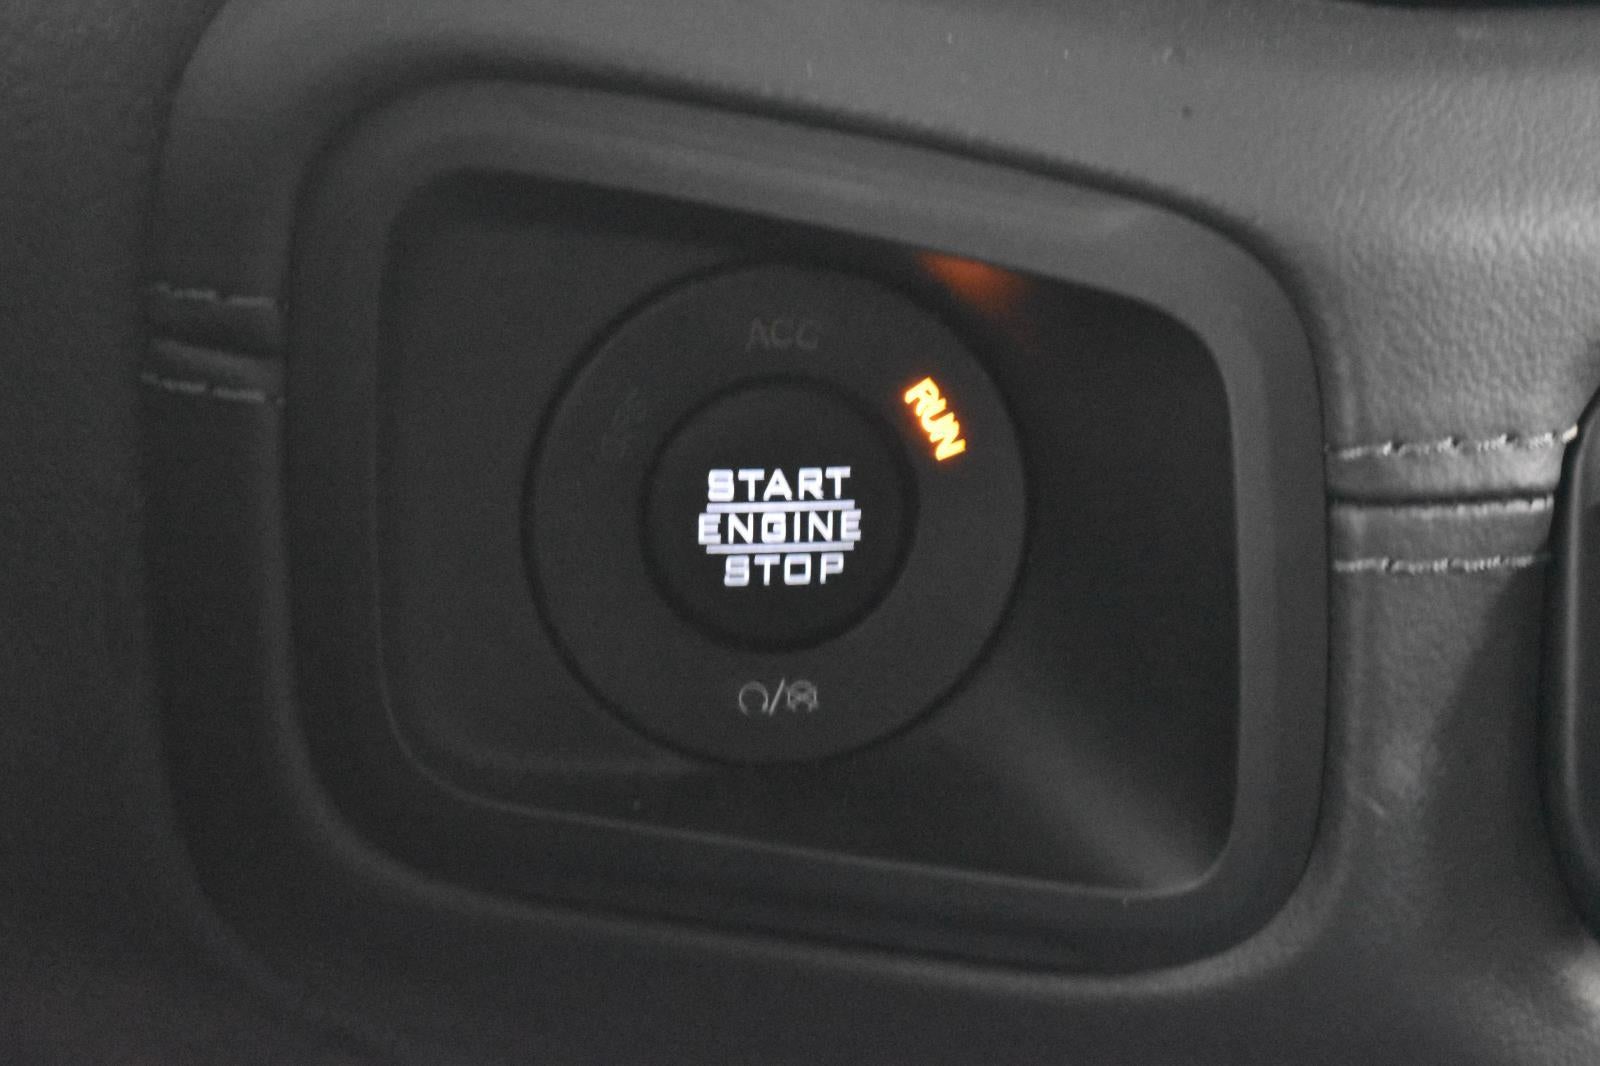 ACC
RUN
START
ENGINE
STOP